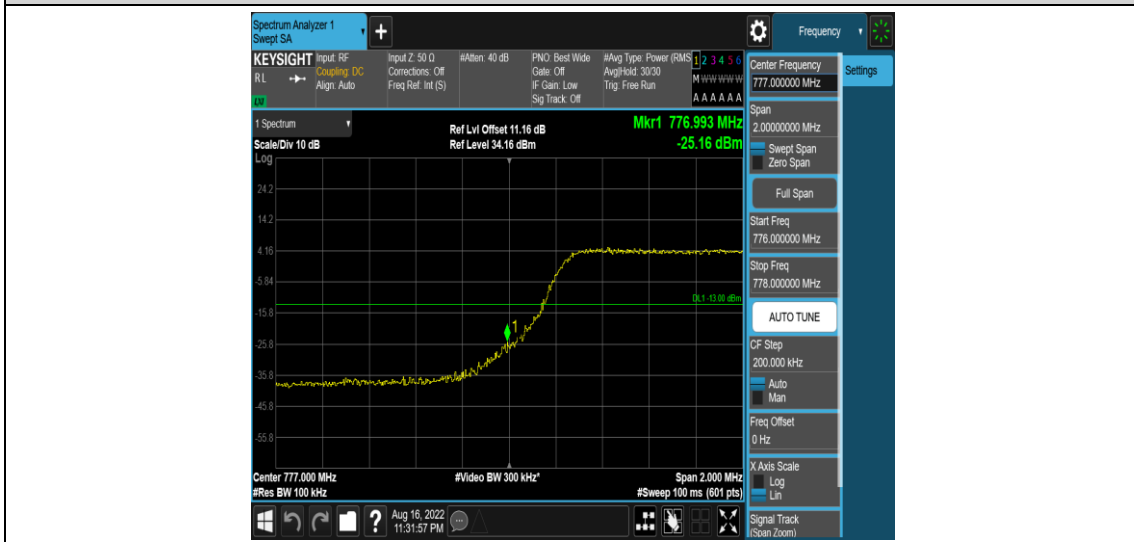 Spectrum Analyzer 1
Swept SA
+
Frequency
KEYSIGHT
Input: RF
Input Z: 50 Ω
#Atten: 40 dB
PNO: Best Wide
#Avg Type: Power (RMS
1 2 3 4 5 6
RL
Coupling: DC
Corrections: Off
Gate: Off
Avg|Hold: 30/30
M W W W W W
Align: Auto
Freq Ref: Int (S)
IF Gain: Low
Trig: Free Run
Sig Track: Off
A A A A A A
LXI
1 Spectrum
Ref Lvl Offset 11.16 dB
Mkr1 776.993 MHz
Scale/Div 10 dB
Ref Level 34.16 dBm
-25.16 dBm
Log
24.2
14.2
4.16
-5.84
DL1 -13.00 dBm
-15.8
1
-25.8
-35.8
-45.8
-55.8
Center 777.000 MHz
#Video BW 300 kHz*
Span 2.000 MHz
#Res BW 100 kHz
#Sweep 100 ms (601 pts)
Center Frequency
777.000000 MHz
Settings
Span
2.00000000 MHz
Swept Span
Zero Span
Full Span
Start Freq
776.000000 MHz
Stop Freq
778.000000 MHz
AUTO TUNE
CF Step
200.000 kHz
Auto
Man
Freq Offset
0 Hz
X Axis Scale
Log
Lin
Signal Track
(Span Zoom)
?
Aug 16, 2022
11:31:57 PM